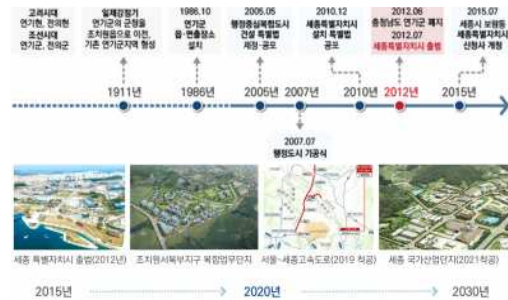 고려시대
연기현, 전의현
조선시대
연기군, 전의군
일제강점기
연기군의 군청을
조치원읍으로 이전,
기존 연기군지역 형성
1986.10
연기군
읍·면출장소
설치
2005.05
행정중심복합도시
건설 특별법
제정·공포
2010.12
세종특별자치시
설치 특별법
공포
2012.06
충청남도 연기군 폐지
2012.07
세종특별자치시 출범
2015.07
세종시 보람동
세종특별자치시
신청사 개청
1911년
1986년
2005년
2007년
2010년
2012년
2015년
2007.07
행정도시 기공식
세종 특별자치시 출범(2012년)
조치원서북부지구 복합업무단지
서울-세종고속도로(2019 착공)
세종 국가산업단지(2021착공)
2015년
2020년
2030년